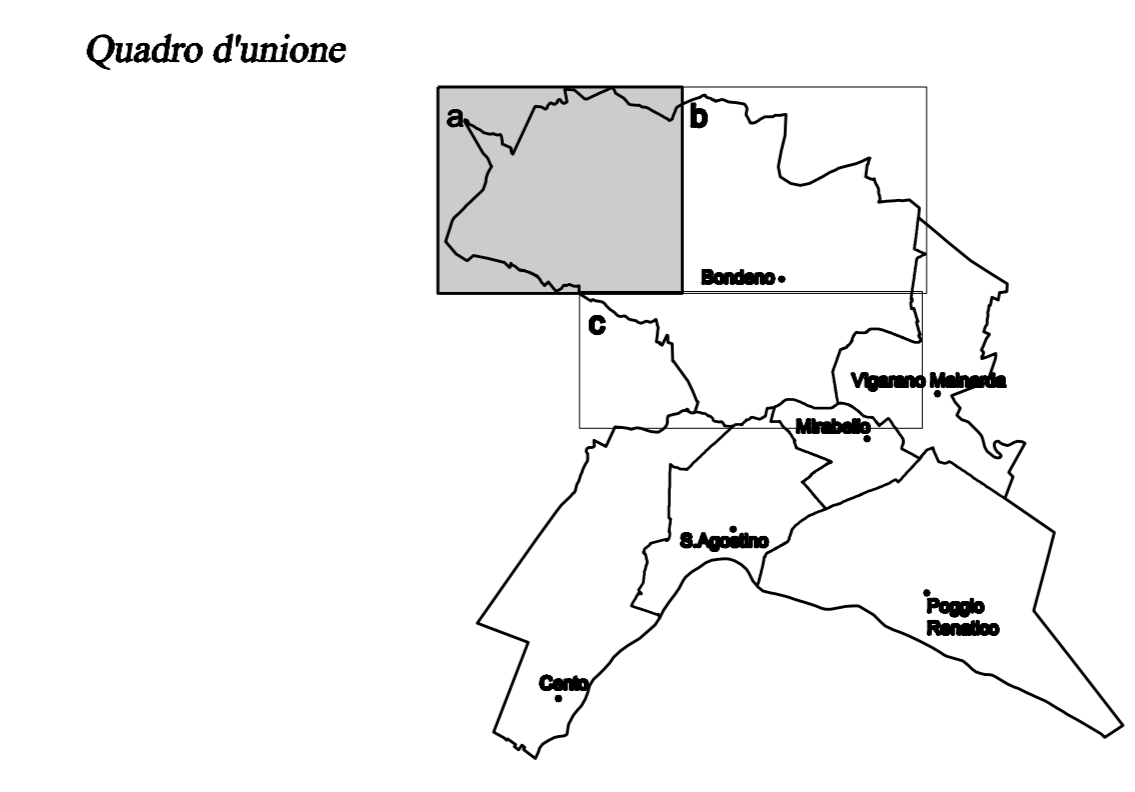 Quadro d'unione
a
b
Bondeno
c
Vigarano Mainarda
Mirabello
S.Agostino
Poggio
Renatico
Cento